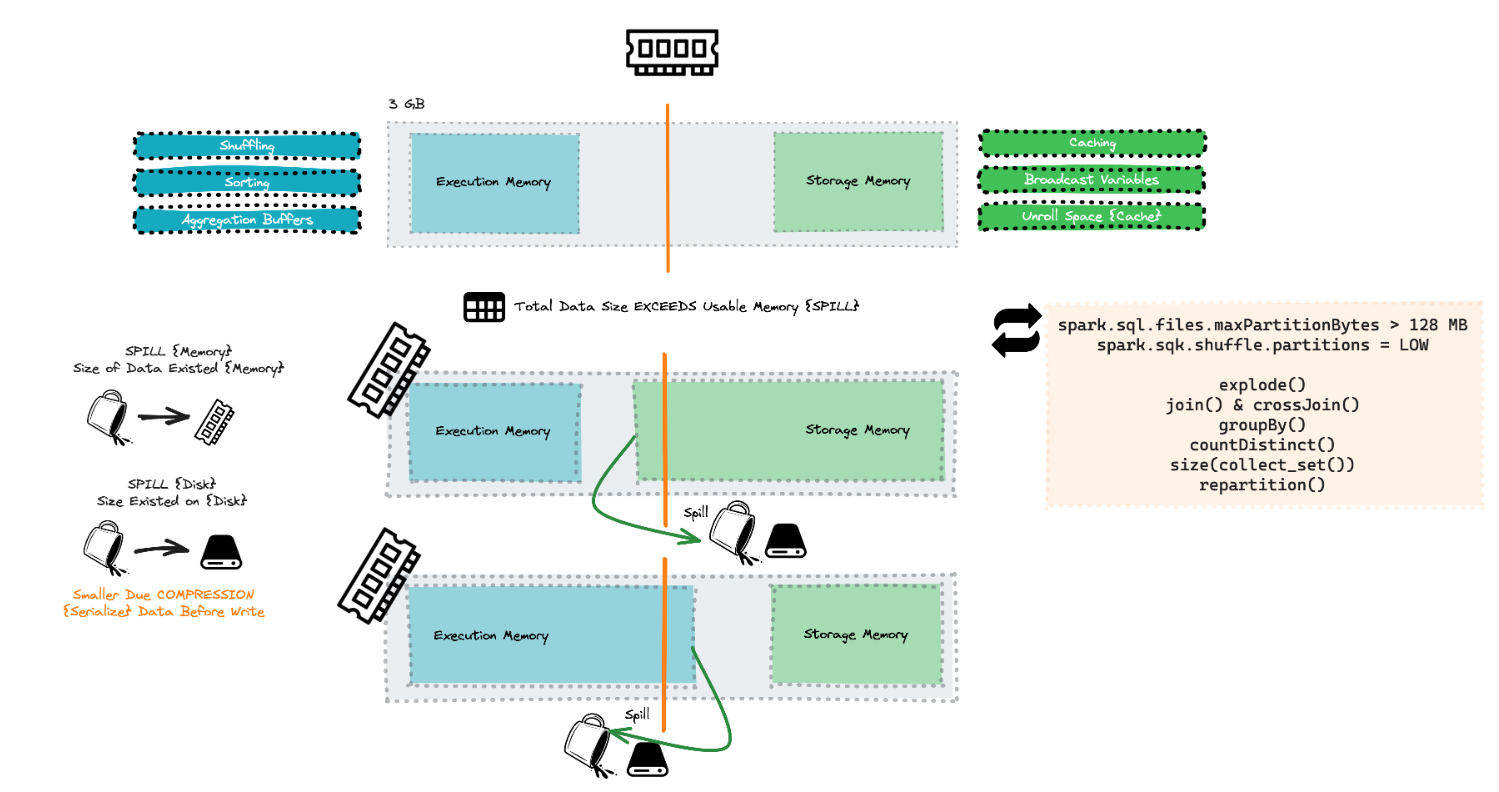 3 GB
Shuffling
Sorting
Aggregation Buffers
Execution Memory
Storage Memory
Caching
Broadcast Variables
Unroll Space {Cache}
Total Data Size EXCEEDS Usable Memory {SPILL}
SPILL {Memory}
Size of Data Existed {Memory}
SPILL {Disk}
Size Existed on {Disk}
Smaller Due COMPRESSION
{Serialize} Data Before Write
Execution Memory
Storage Memory
Spill
Execution Memory
Storage Memory
Spill
spark.sql.files.maxPartitionBytes > 128 MB
spark.sqk.shuffle.partitions = LOW
explode()
join() & crossJoin()
groupBy()
countDistinct()
size(collect_set())
repartition()